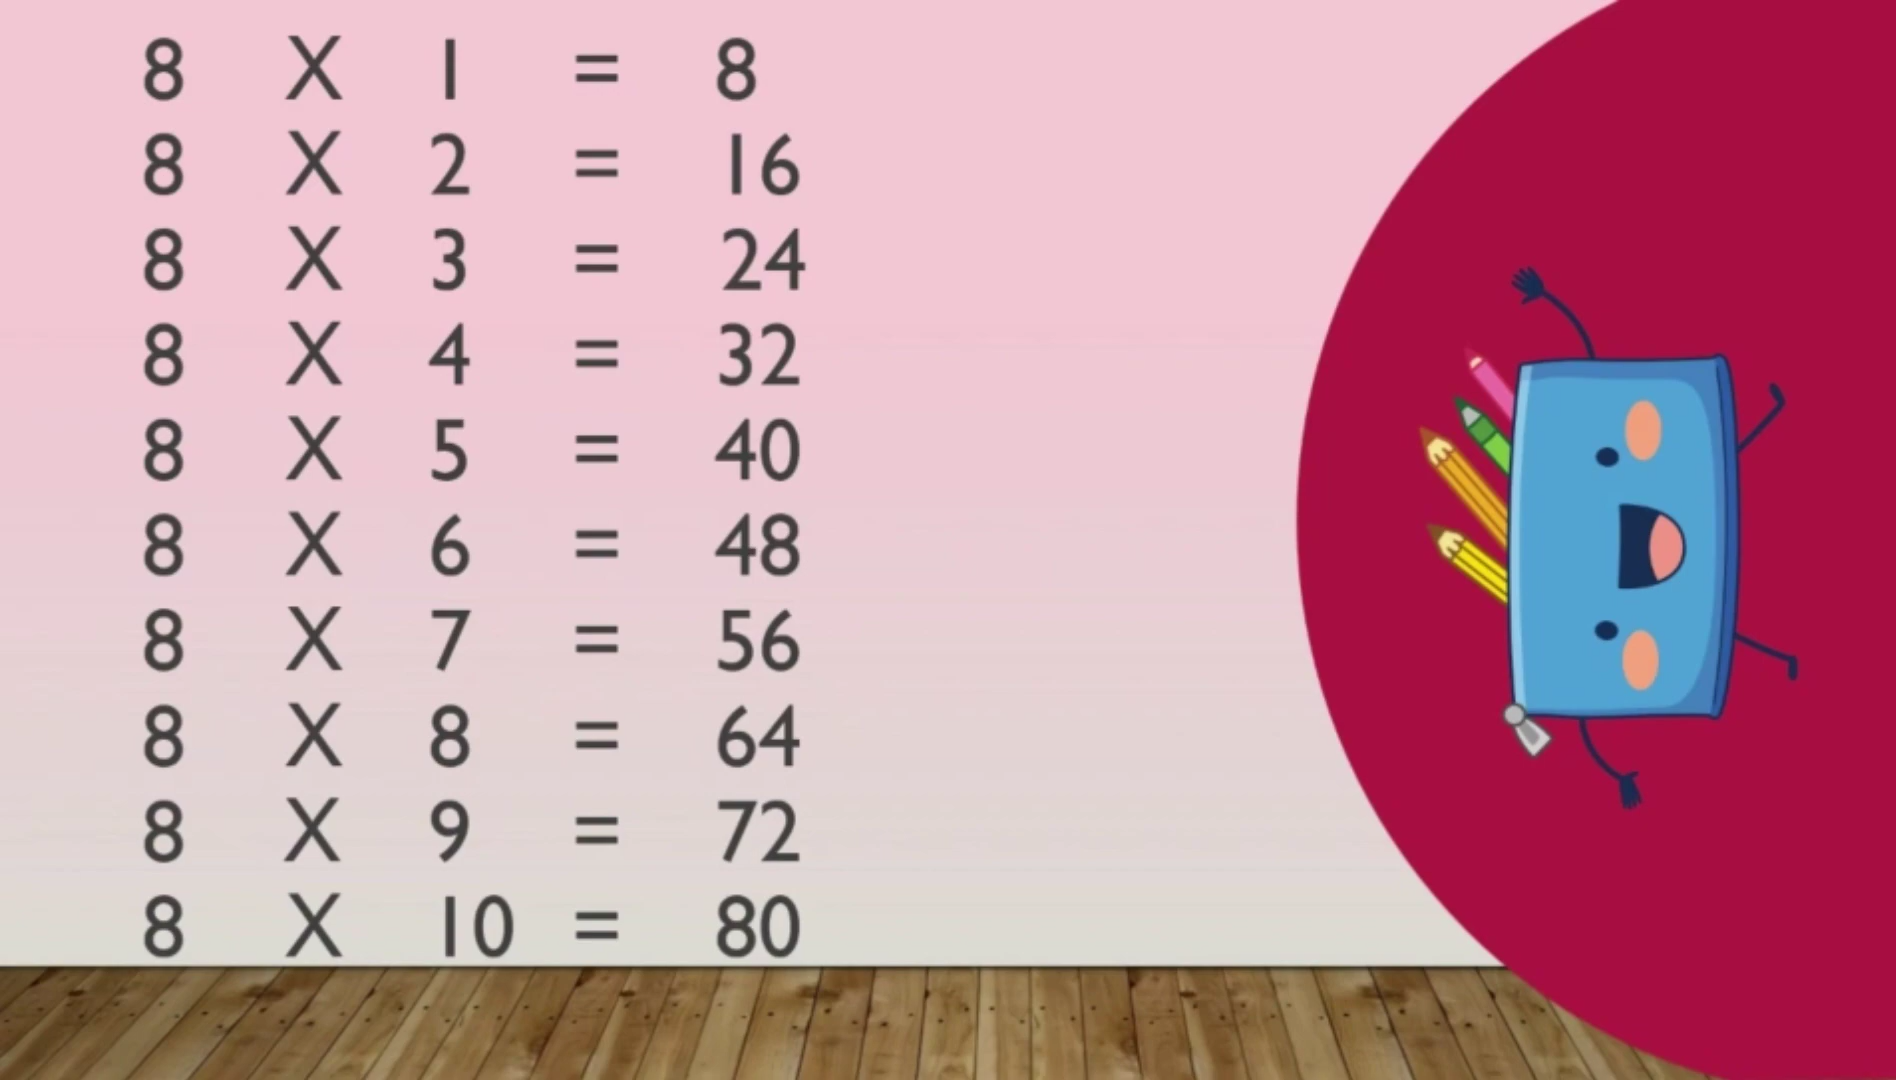 8 X 1 = 8
8 X 2 = 16
8 X 3 = 24
8 X 4 = 32
8 X 5 = 40
8 X 6 = 48
8 X 7 = 56
8 X 8 = 64
8 X 9 = 72
8 X 10 = 80